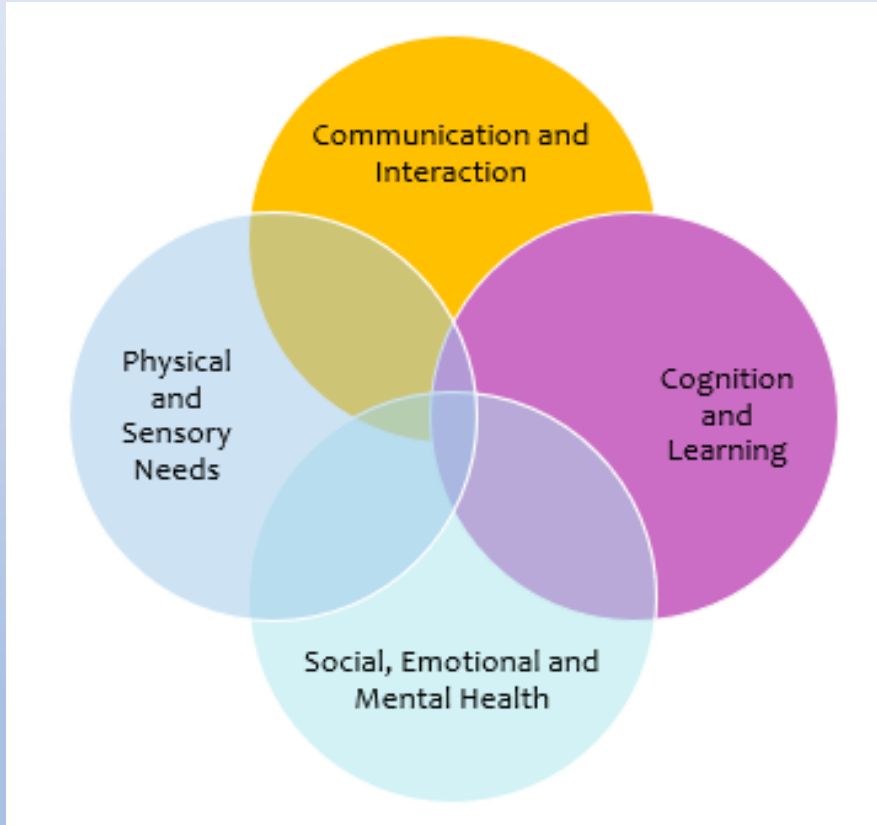 Communication and
Interaction
Physical
and
Sensory
Needs
Cognition
and
Learning
Social, Emotional and
Mental Health